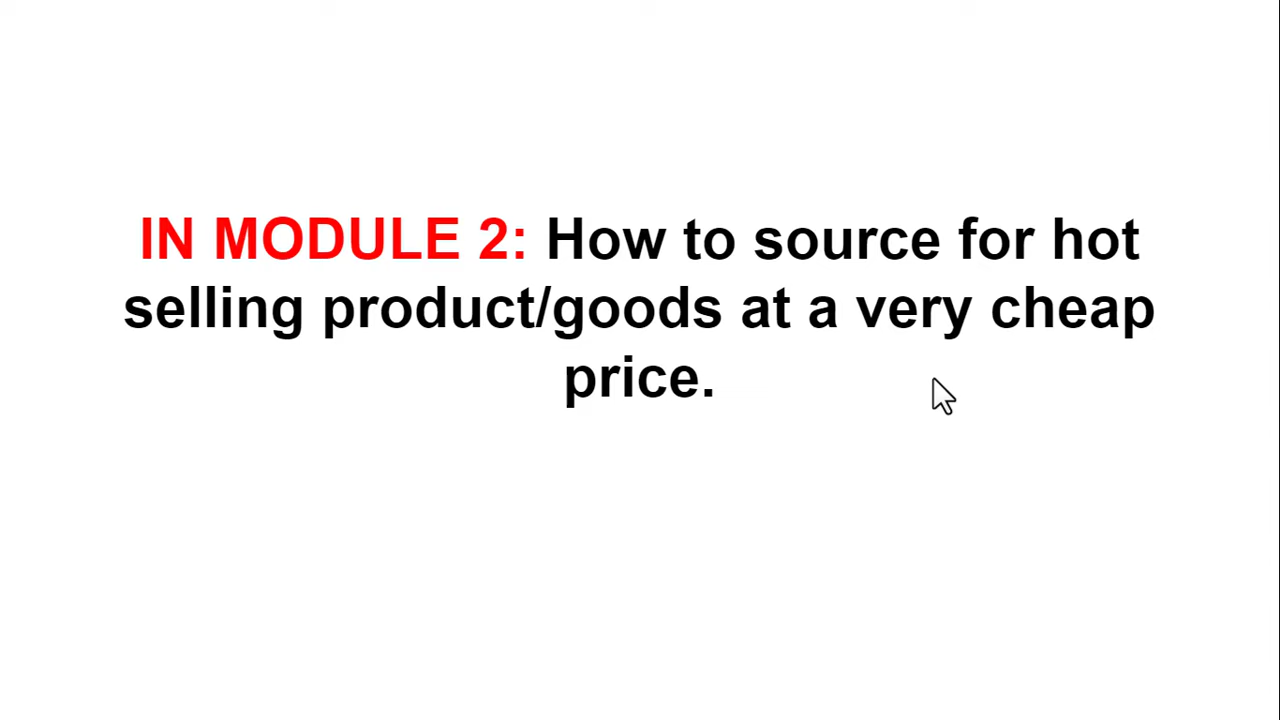 IN MODULE 2: How to source for hot
selling product/goods at a very cheap
price.